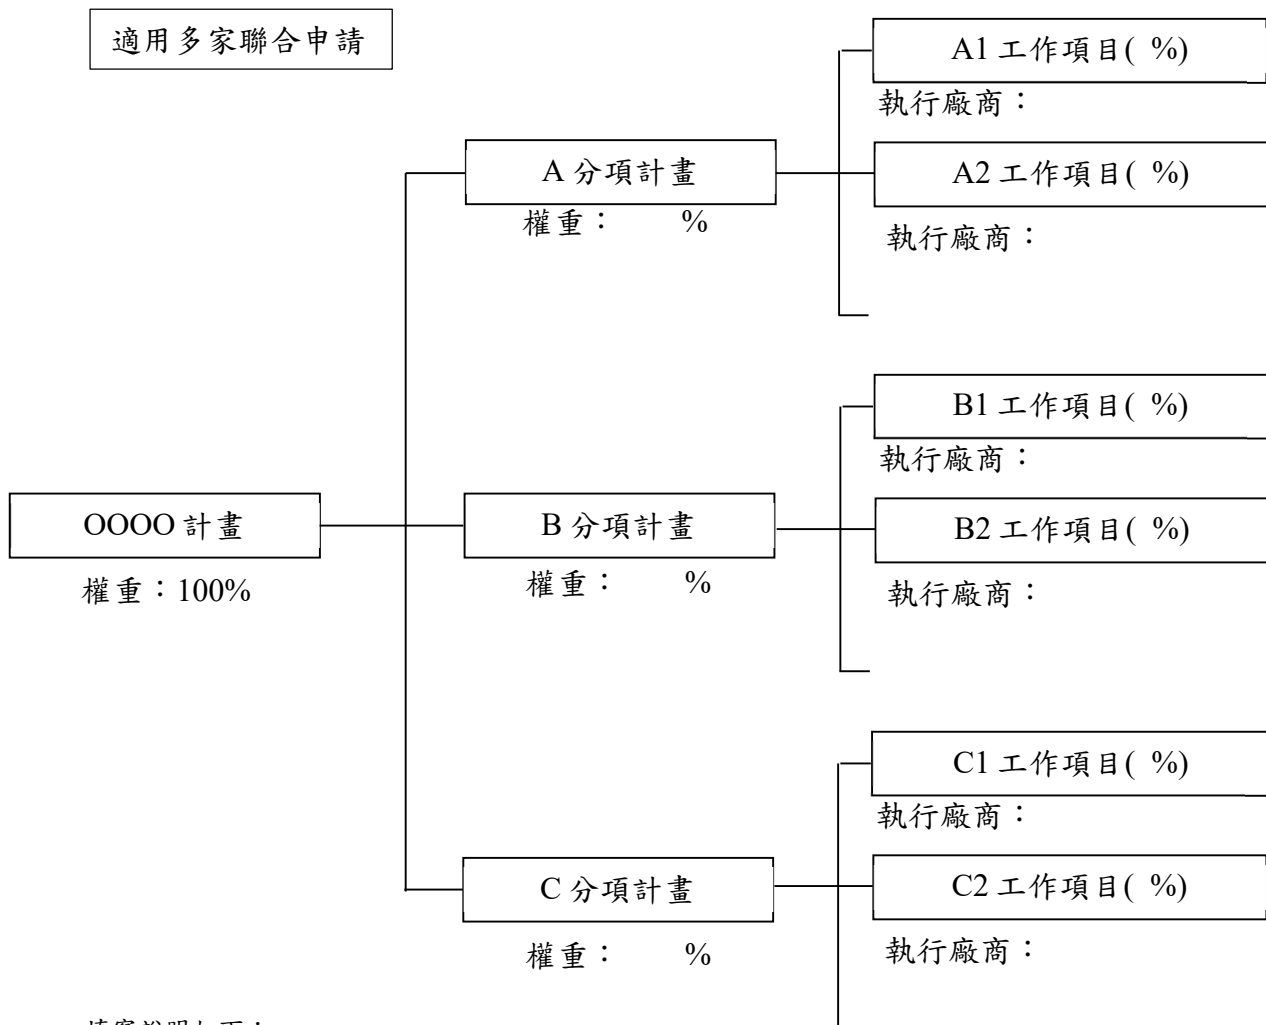 適用多家聯合申請
A1 工作項目( %)
執行廠商：
A 分項計畫
權重： %
A2 工作項目( %)
執行廠商：
B1 工作項目( %)
執行廠商：
OOOO 計畫
權重：100%
B 分項計畫
權重： %
B2 工作項目( %)
執行廠商：
C1 工作項目( %)
執行廠商：
C 分項計畫
權重： %
C2 工作項目( %)
執行廠商：